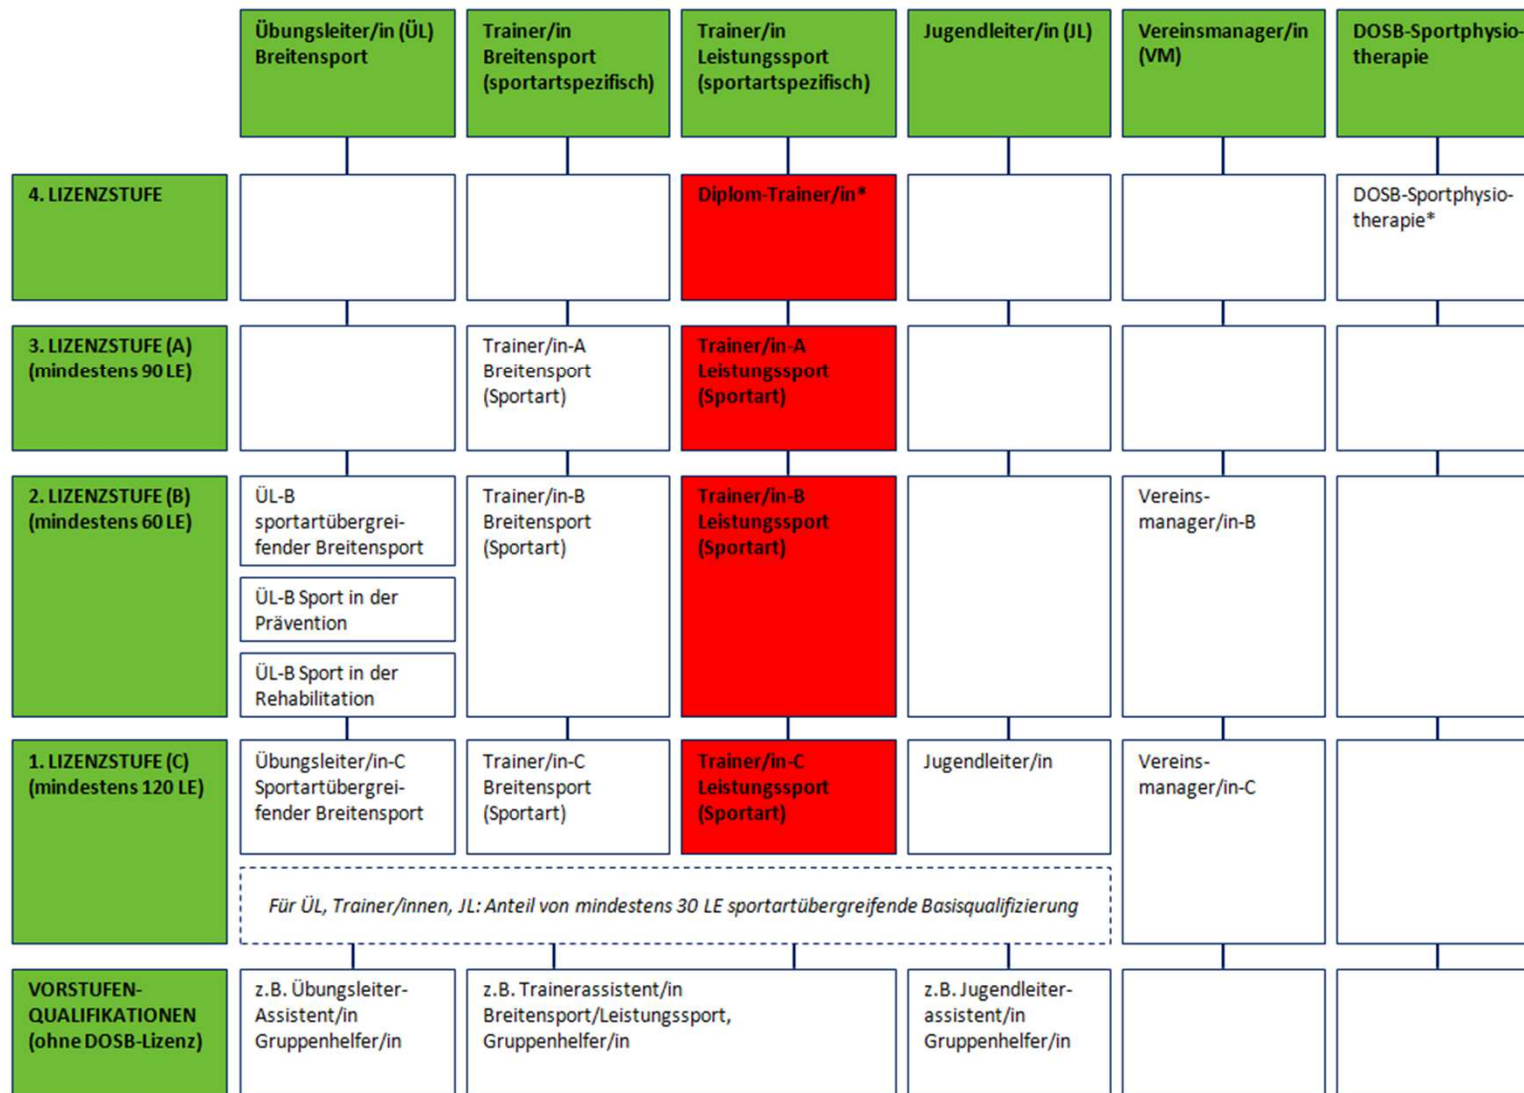 Übungsleiter/in (ÜL)
Breitensport
Trainer/in
Breitensport
(sportartspezifisch)
Trainer/in
Leistungssport
(sportartspezifisch)
Jugendleiter/in (JL)
Vereinsmanager/in
(VM)
DOSB-Sportphysio-
therapie
4. LIZENZSTUFE
Diplom-Trainer/in*
DOSB-Sportphysio-
therapie*
3. LIZENZSTUFE (A)
(mindestens 90 LE)
Trainer/in-A
Breitensport
(Sportart)
Trainer/in-A
Leistungssport
(Sportart)
2. LIZENZSTUFE (B)
(mindestens 60 LE)
ÜL-B
sportartübergrei-
fender Breitensport
ÜL-B Sport in der
Prävention
ÜL-B Sport in der
Rehabilitation
Trainer/in-B
Breitensport
(Sportart)
Trainer/in-B
Leistungssport
(Sportart)
Vereins-
manager/in-B
1. LIZENZSTUFE (C)
(mindestens 120 LE)
Übungsleiter/in-C
Sportartübergrei-
fender Breitensport
Trainer/in-C
Breitensport
(Sportart)
Trainer/in-C
Leistungssport
(Sportart)
Jugendleiter/in
Vereins-
manager/in-C
Für ÜL, Trainer/innen, JL: Anteil von mindestens 30 LE sportartübergreifende Basisqualifizierung
VORSTUFEN-
QUALIFIKATIONEN
(ohne DOSB-Lizenz)
z.B. Übungsleiter-
Assistent/in
Gruppenhelfer/in
z.B. Trainerassistent/in
Breitensport/Leistungssport,
Gruppenhelfer/in
z.B. Jugendleiter-
assistent/in
Gruppenhelfer/in